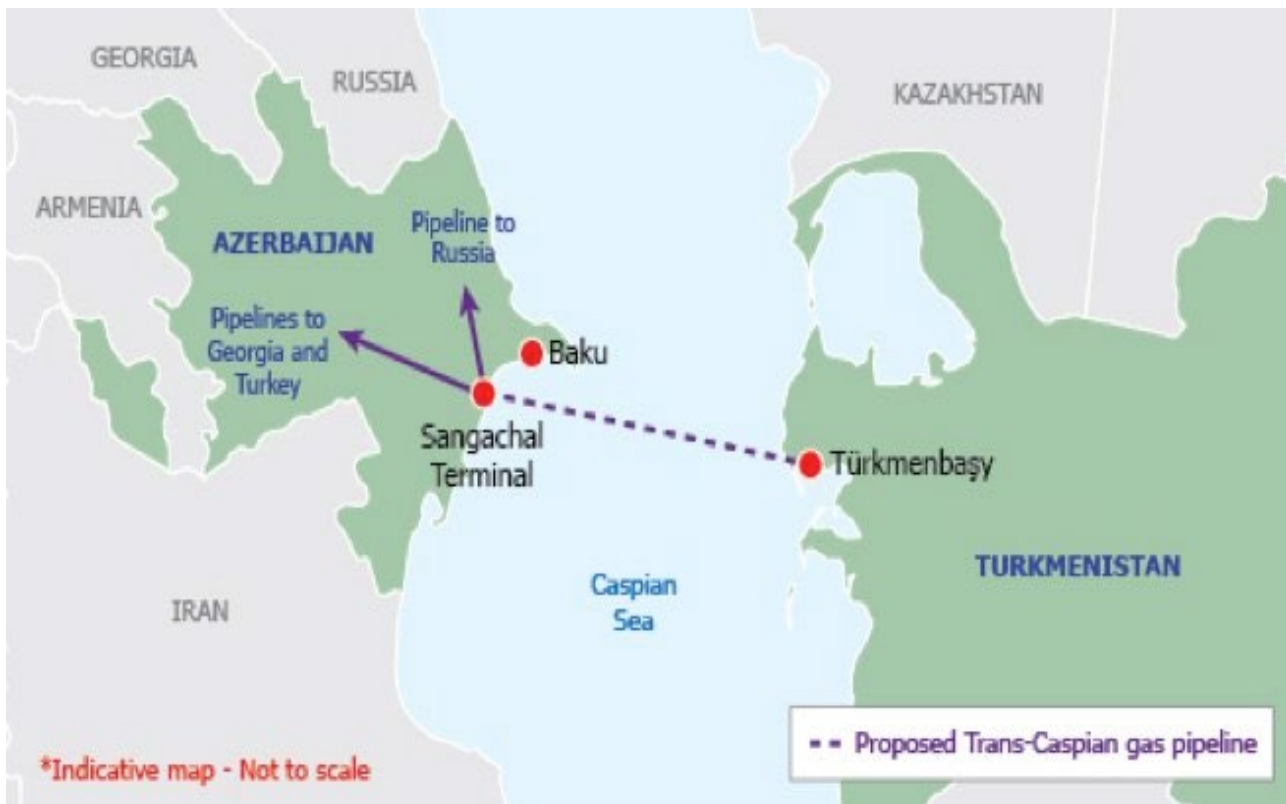 GEORGIA
RUSSIA
KAZAKHSTAN
ARMENIA
AZERBAIJAN
Pipeline to
Russia
Pipelines to
Georgia and
Turkey
Baku
Sangachal
Terminal
Türkmenbaşy
TURKMENISTAN
Caspian
Sea
IRAN
*Indicative map - Not to scale
Proposed Trans-Caspian gas pipeline